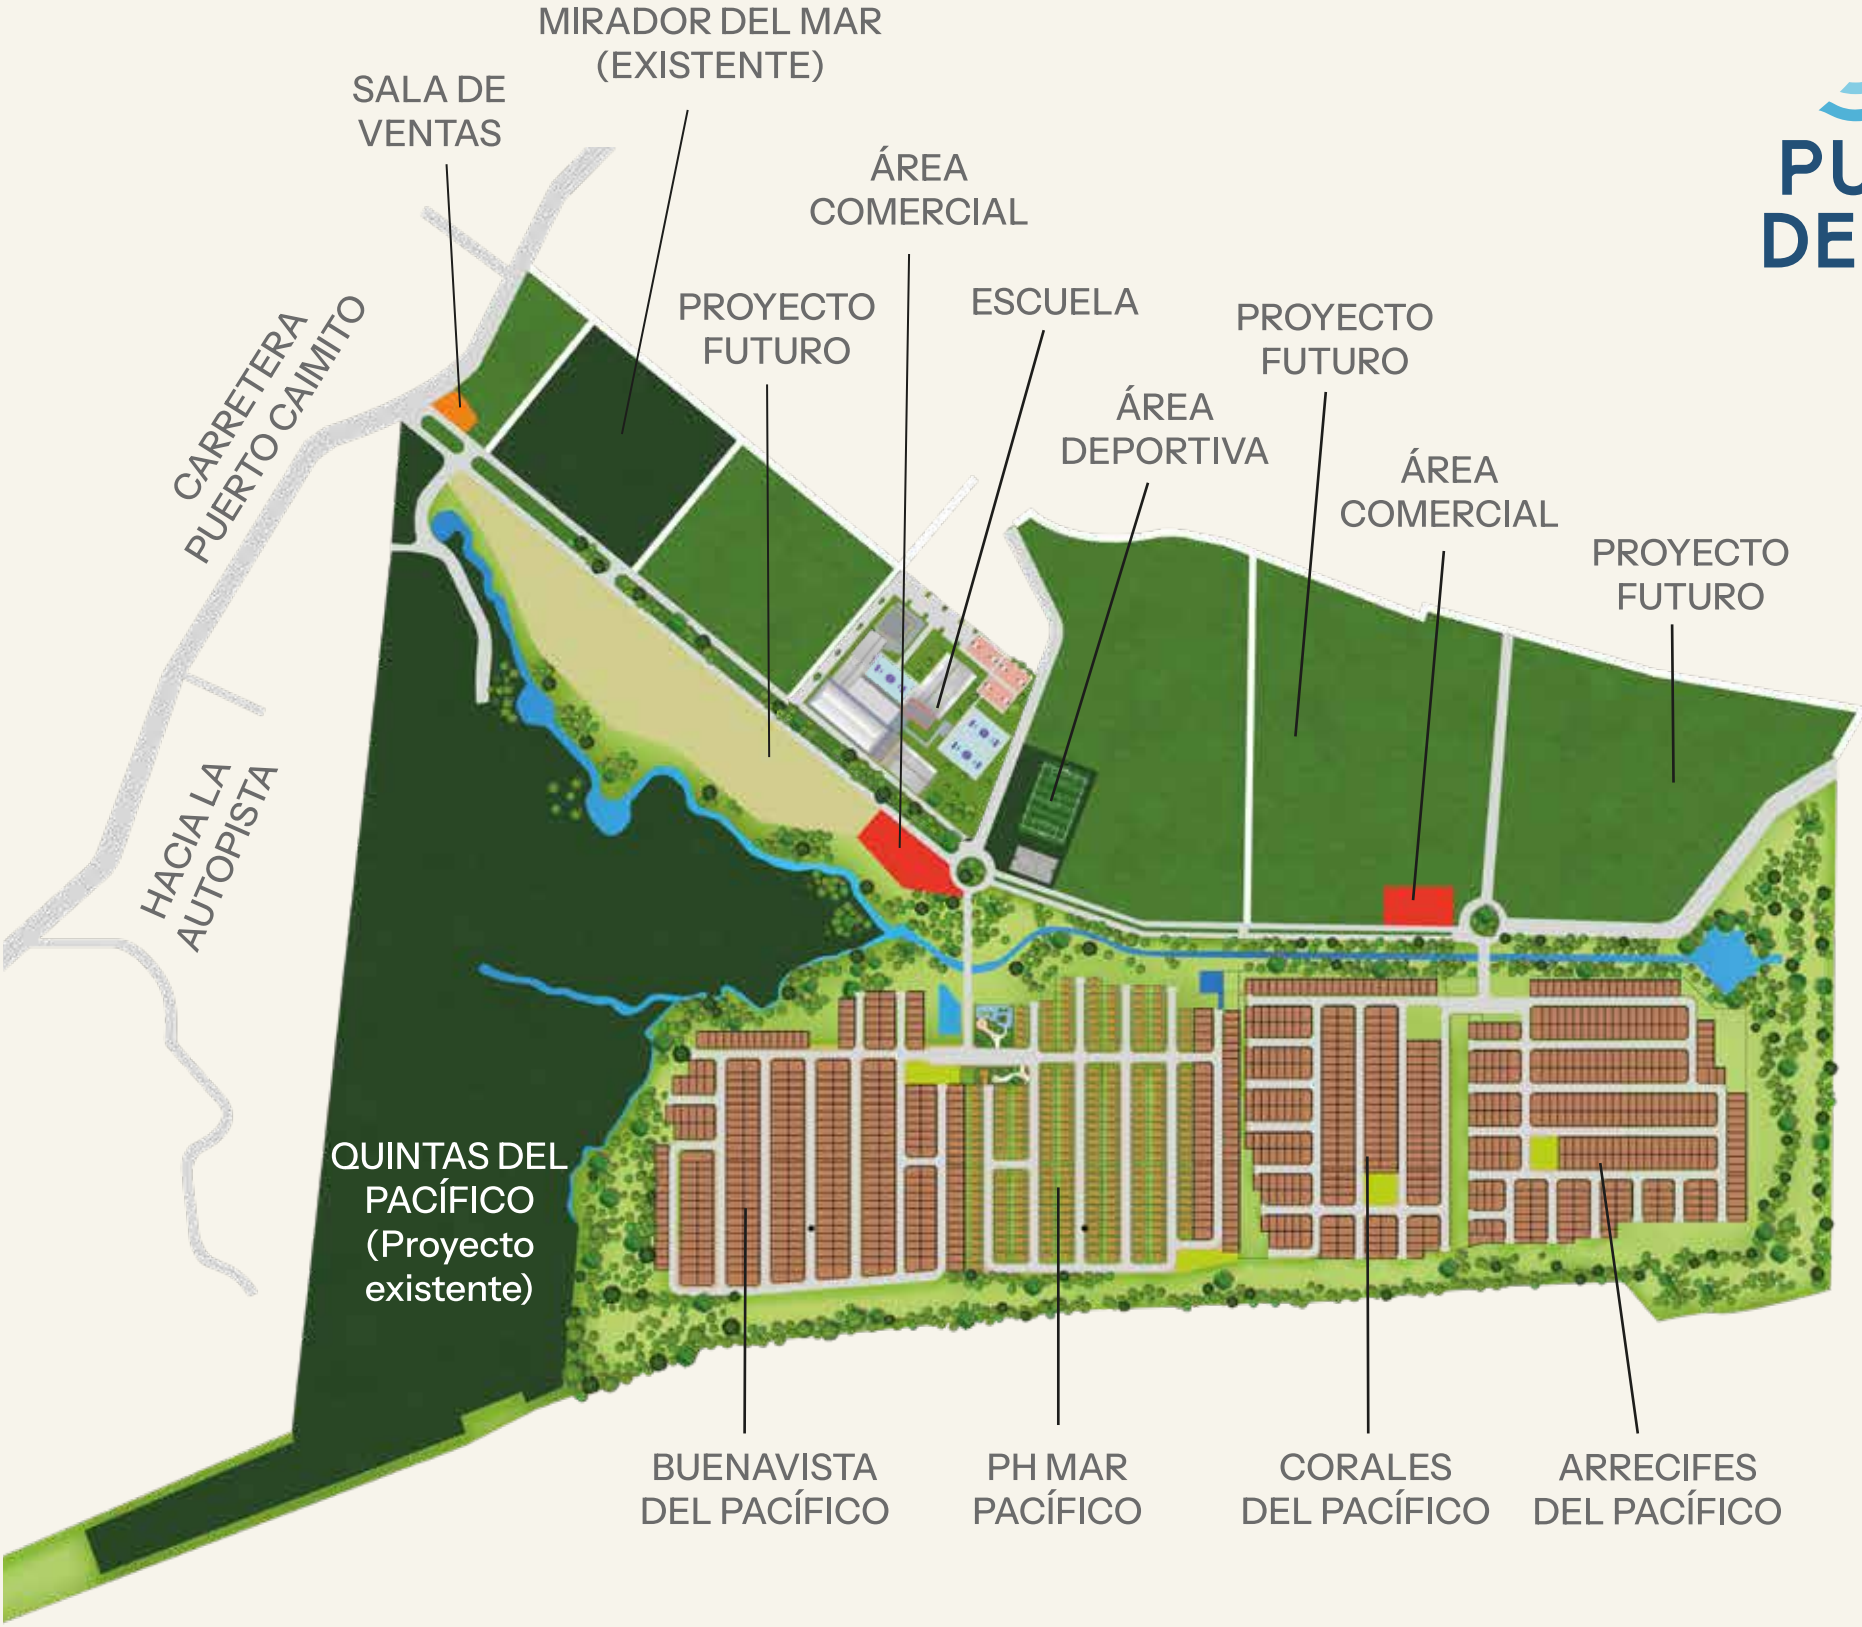 MIRADOR DEL MAR
(EXISTENTE)
SALA DE
VENTAS
ÁREA
COMERCIAL
PROYECTO
FUTURO
ESCUELA
PROYECTO
FUTURO
ÁREA
DEPORTIVA
ÁREA
COMERCIAL
PROYECTO
FUTURO
CARRETERA
PUERTO CAIMITO
HACIA LA
AUTOPISTA
QUINTAS DEL
PACÍFICO
(Proyecto
existente)
BUENAVISTA
DEL PACÍFICO
PH MAR
PACÍFICO
CORALES
DEL PACÍFICO
ARRECIFES
DEL PACÍFICO
DE